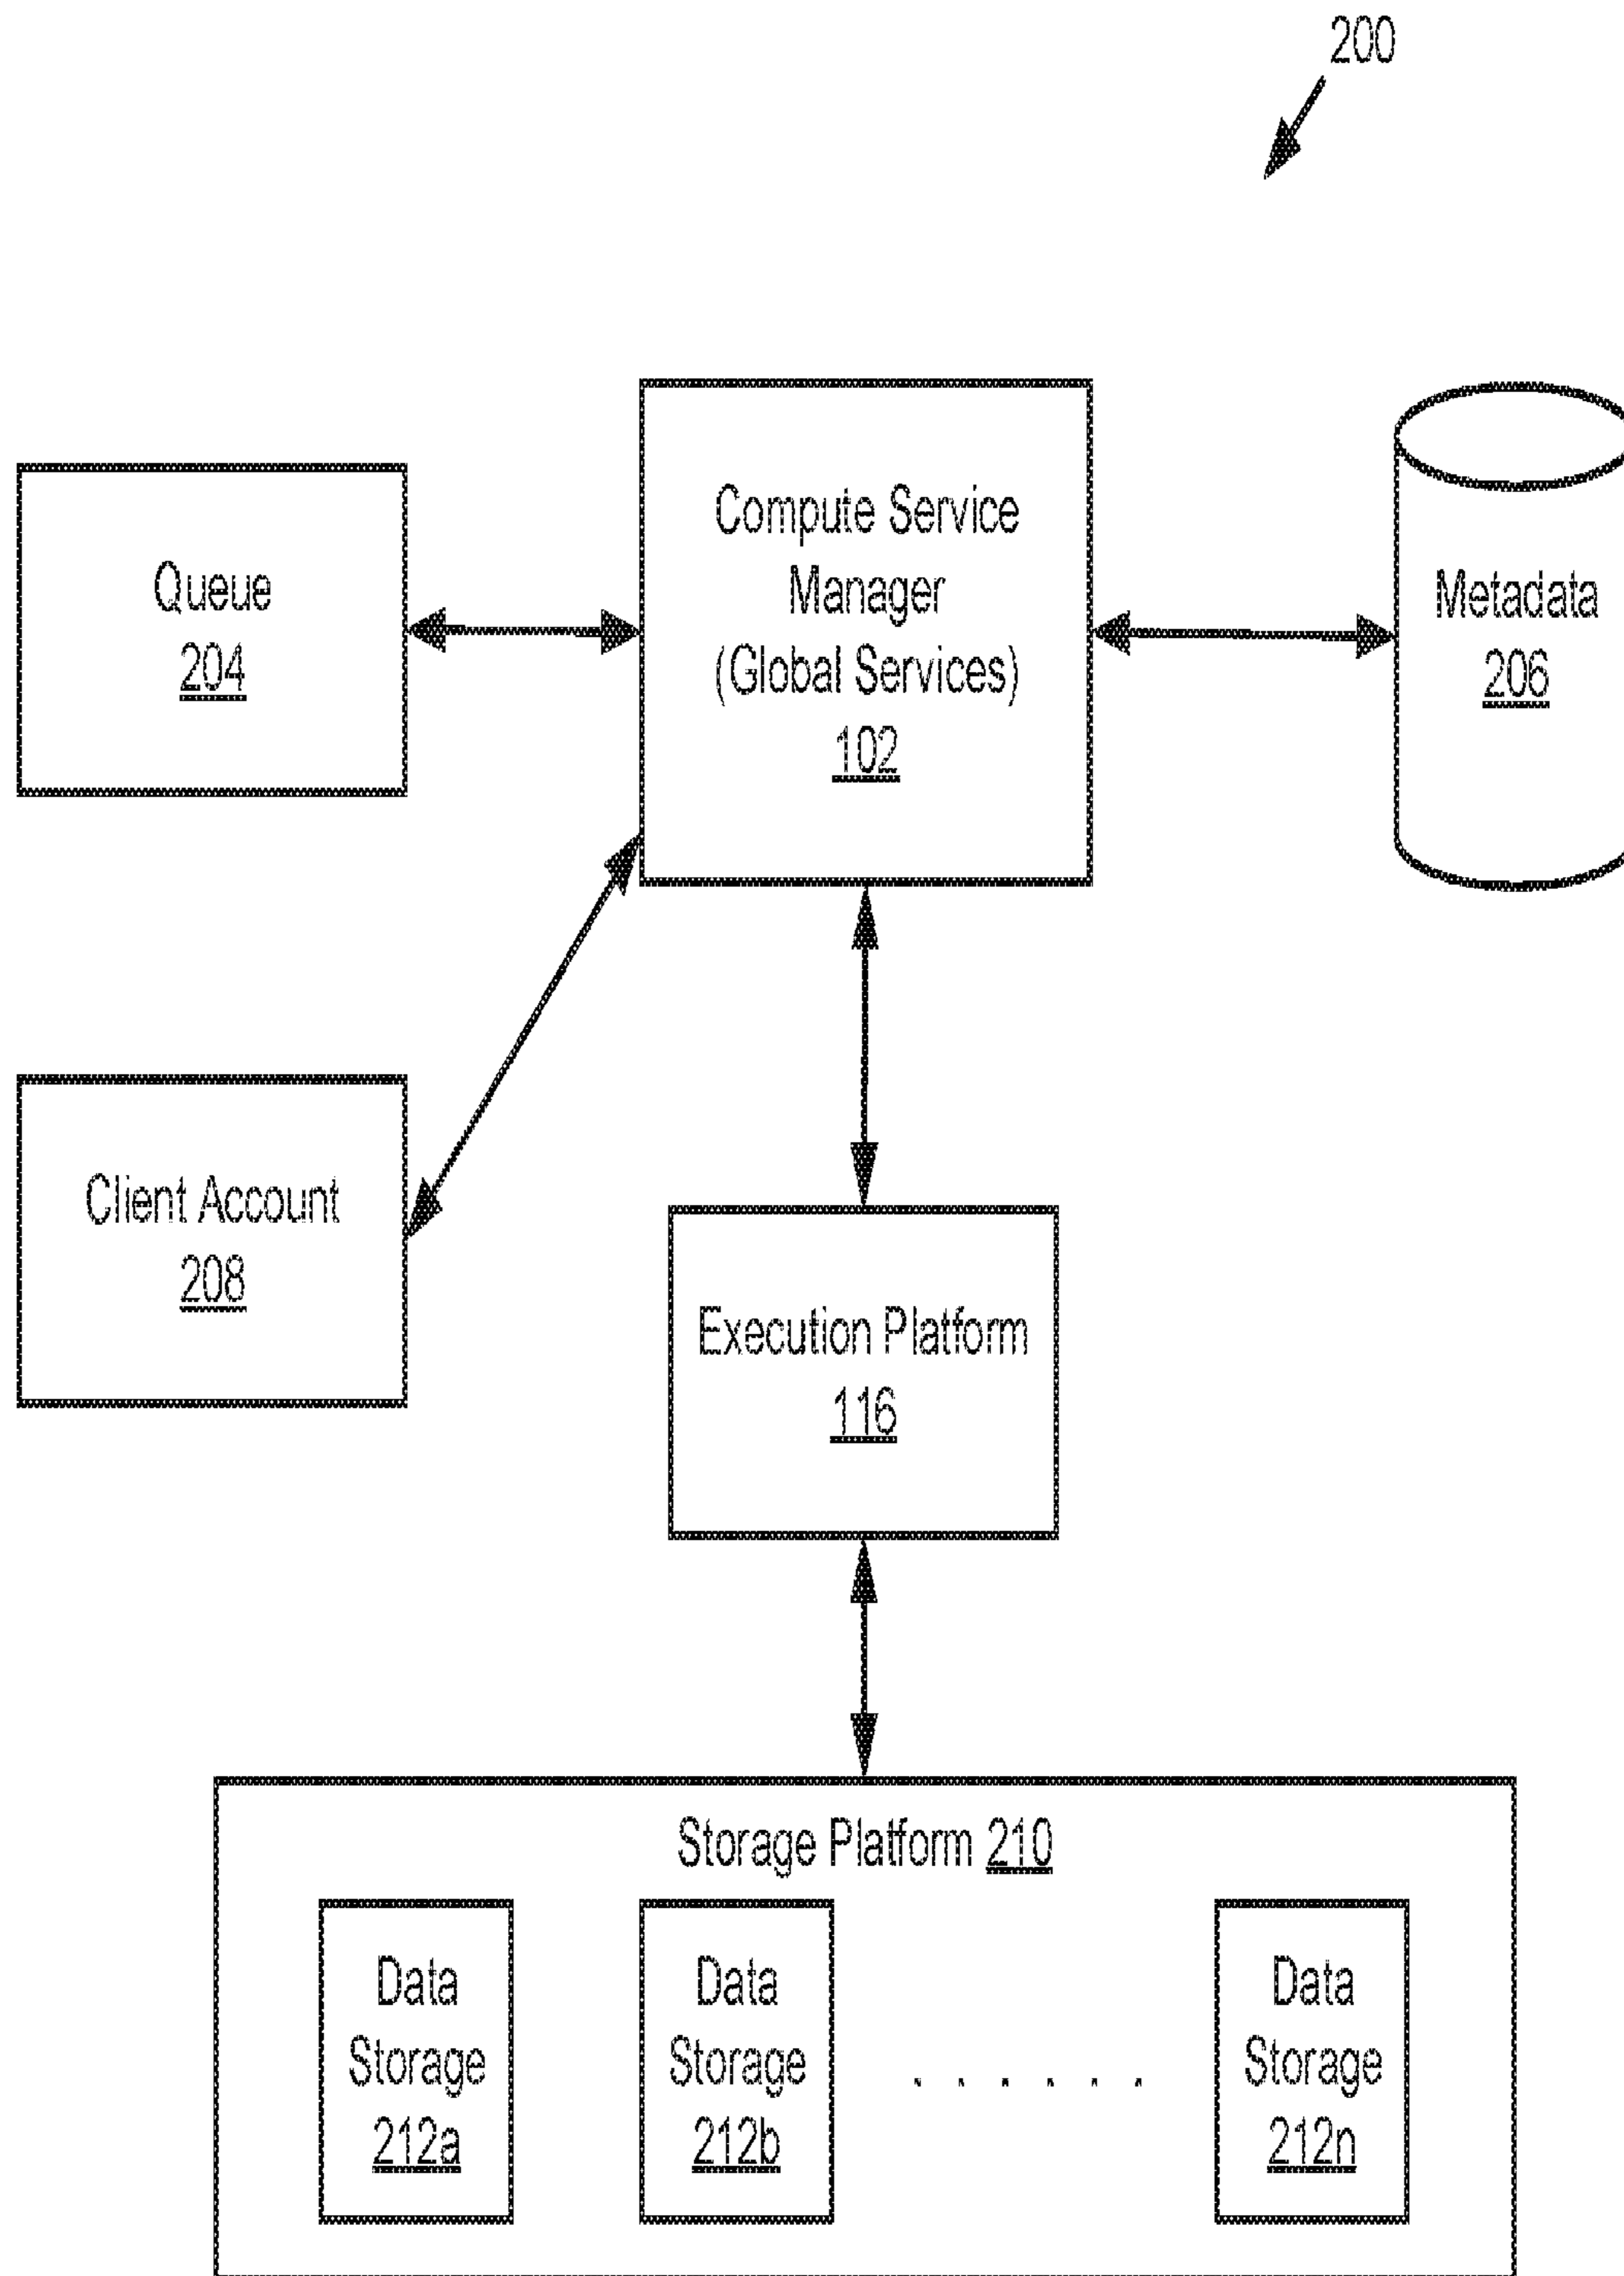 200
Queue
204
Compute Service
Manager
(Global Services)
102
Metadata
206
Client Account
208
Execution Platform
116
Storage Platform 210
Data
Storage
212a
Data
Storage
212b
Data
Storage
212n